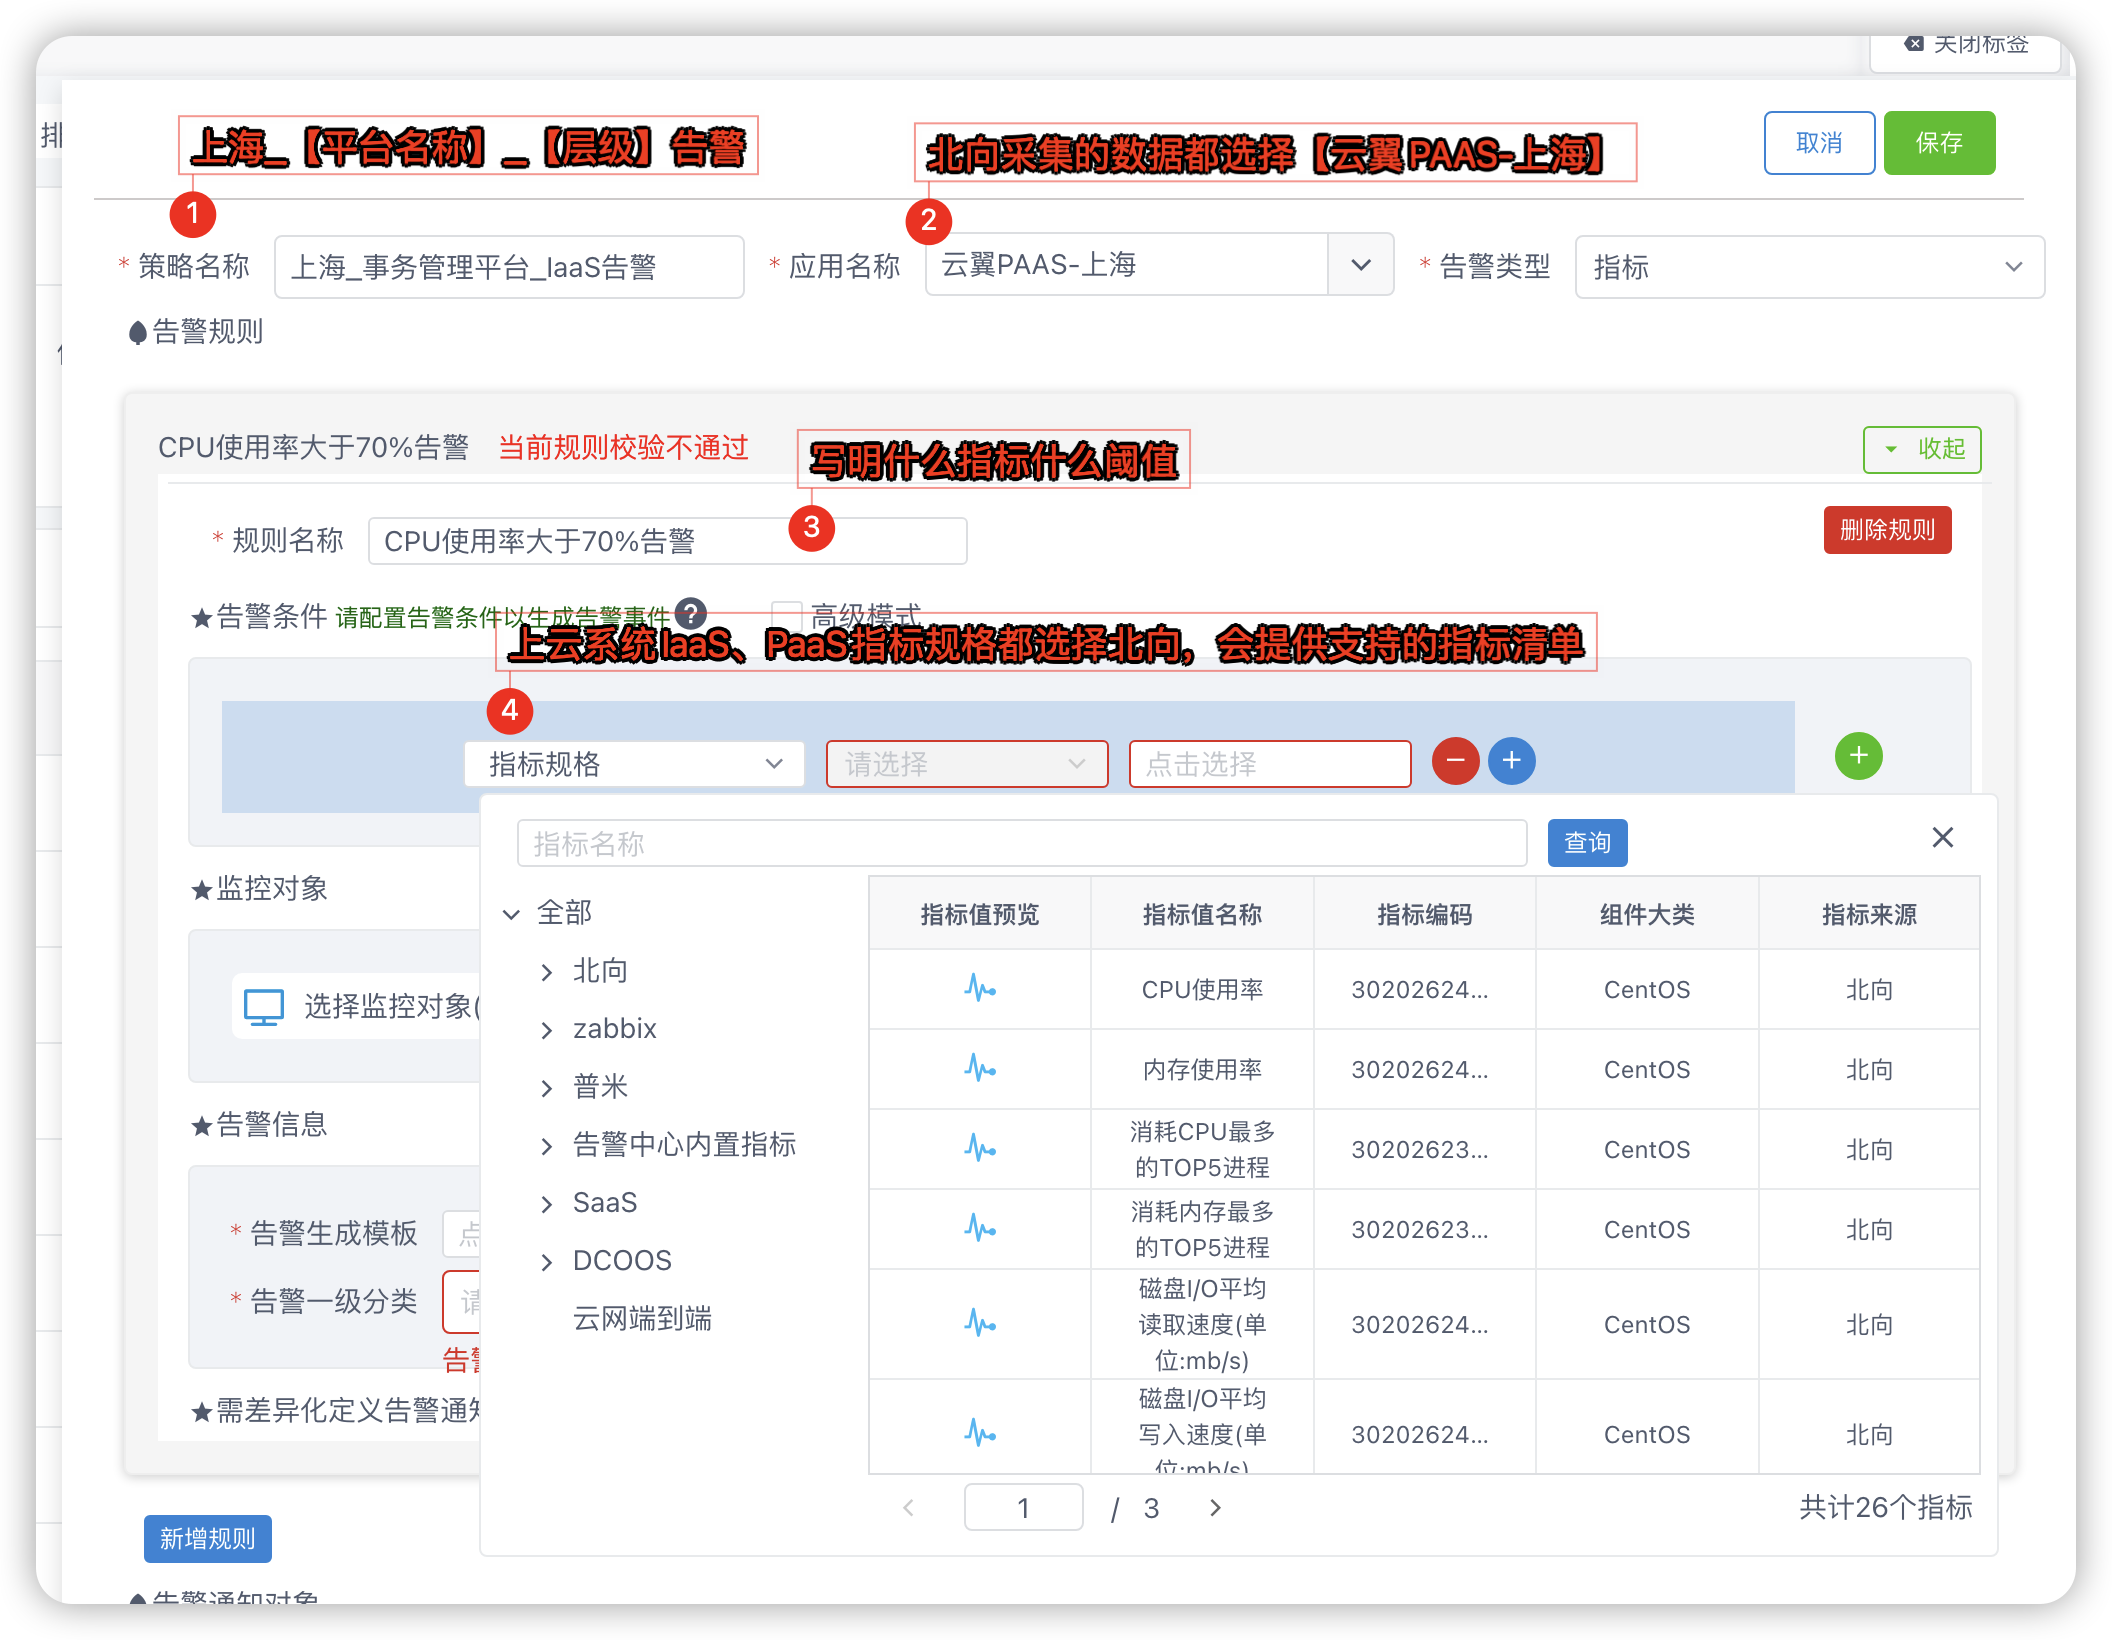 关闭标签
排
上海_【平台名称】_【层级】告警
北向采集的数据都选择【云翼PAAS-上海】
取消
保存
1
2
* 策略名称
上海_事务管理平台_IaaS告警
* 应用名称
云翼PAAS-上海
* 告警类型
指标
告警规则
CPU使用率大于70%告警
当前规则校验不通过
写明什么指标什么阈值
收起
3
* 规则名称
CPU使用率大于70%告警
删除规则
告警条件 请配置告警条件以生成告警事件
?
高级模式
上云系统IaaS、PaaS指标规格都选择北向，会提供支持的指标清单
4
指标规格
请选择
点击选择
指标名称
查询
监控对象
选择监控对象(
告警信息
* 告警生成模板
点
* 告警一级分类
请
告警
需差异化定义告警通知
全部
北向
zabbix
普米
告警中心内置指标
SaaS
DCOOS
云网端到端
指标值预览 指标值名称 指标编码 组件大类 指标来源
CPU使用率 30202624... CentOS 北向
内存使用率 30202624... CentOS 北向
消耗CPU最多
的TOP5进程
30202623... CentOS 北向
消耗内存最多
的TOP5进程
30202623... CentOS 北向
磁盘I/O平均
读取速度(单
位:mb/s)
30202624... CentOS 北向
磁盘I/O平均
写入速度(单
位:mb/s)
30202624... CentOS 北向
1 / 3
共计26个指标
新增规则
告警通知对象